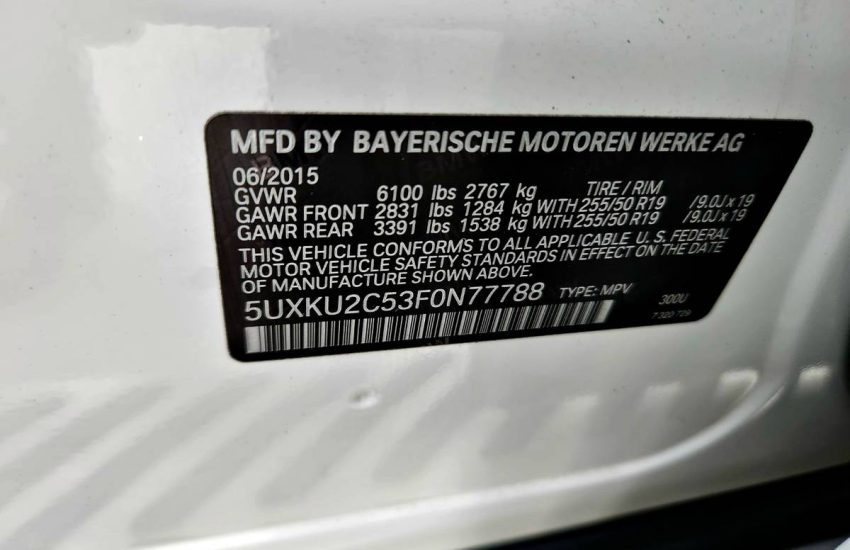 MFD BY BAYERISCHE MOTOREN WERKE AG
06/2015
GVWR 6100 lbs 2767 kg TIRE / RIM
GAWR FRONT 2831 lbs 1284 kg WITH 255/50 R19 / 9.0J x 19
GAWR REAR 3391 lbs 1538 kg WITH 255/50 R19 / 9.0J x 19
THIS VEHICLE CONFORMS TO ALL APPLICABLE U.S. FEDERAL
MOTOR VEHICLE SAFETY STANDARDS IN EFFECT ON THE DATE
OF MANUFACTURE SHOWN ABOVE.
5UXKU2C53F0N77788 TYPE: MPV 300U
7 320 729